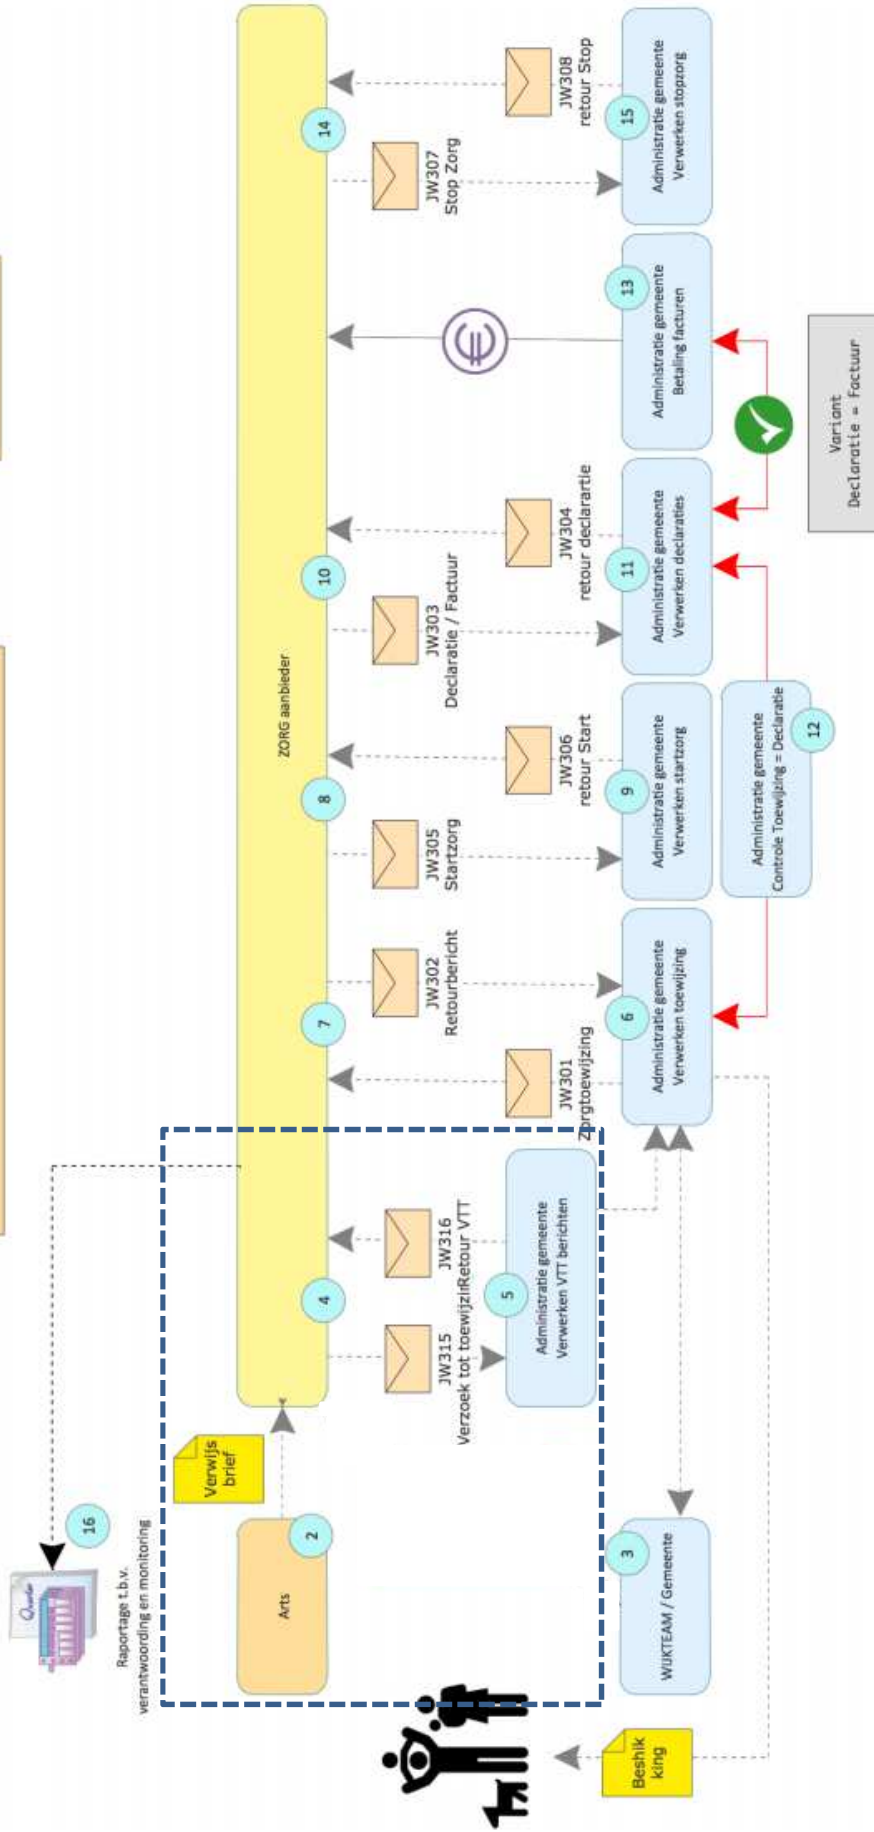 Quarter
16
Raportage t.b.v.
verantwoording en monitoring
Arts
2
Verwijs
brief
ZORG aanbieder
4
7
8
10
14
JW315
Verzoek tot toewijzin
JW316
Retour VTT
5
Administratie gemeente
Verwerken VTT berichten
JW301
Zorgtoewijzing
JW302
Retourbericht
JW305
Startzorg
JW306
retour Start
JW303
Declaratie / Factuur
JW304
retour declarartie
JW307
Stop Zorg
JW308
retour Stop
3
WIJKTEAM / Gemeente
6
Administratie gemeente
Verwerken toewijzing
9
Administratie gemeente
Verwerken startzorg
11
Administratie gemeente
Verwerken declaraties
13
Administratie gemeente
Betaling facturen
15
Administratie gemeente
Verwerken stopzorg
Beshik
king
Administratie gemeente
Controle Toewijzing = Declaratie
12
€
Variant
Declaratie = Factuur